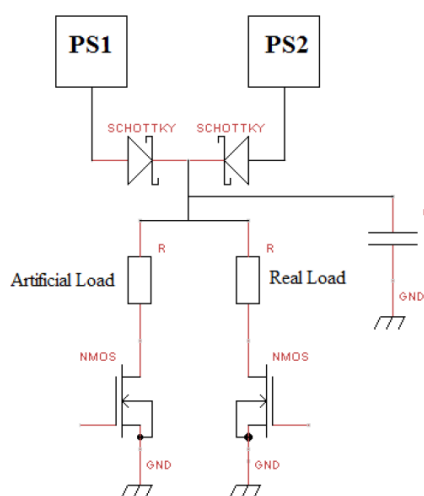 PS1 PS2
SCHOTTKY SCHOTTKY
R R
Artificial Load Real Load
GND
NMOS NMOS
GND GND